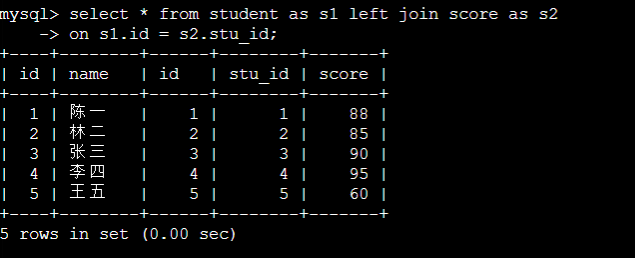 mysql> select * from student as s1 left join score as s2
    -> on s1.id = s2.stu_id;
+----+--------+------+--------+-------+
| id | name   | id   | stu_id | score |
+----+--------+------+--------+-------+
|  1 | 陈一   |    1 |      1 |    88 |
|  2 | 林二   |    2 |      2 |    85 |
|  3 | 张三   |    3 |      3 |    90 |
|  4 | 李四   |    4 |      4 |    95 |
|  5 | 王五   |    5 |      5 |    60 |
+----+--------+------+--------+-------+
5 rows in set (0.00 sec)